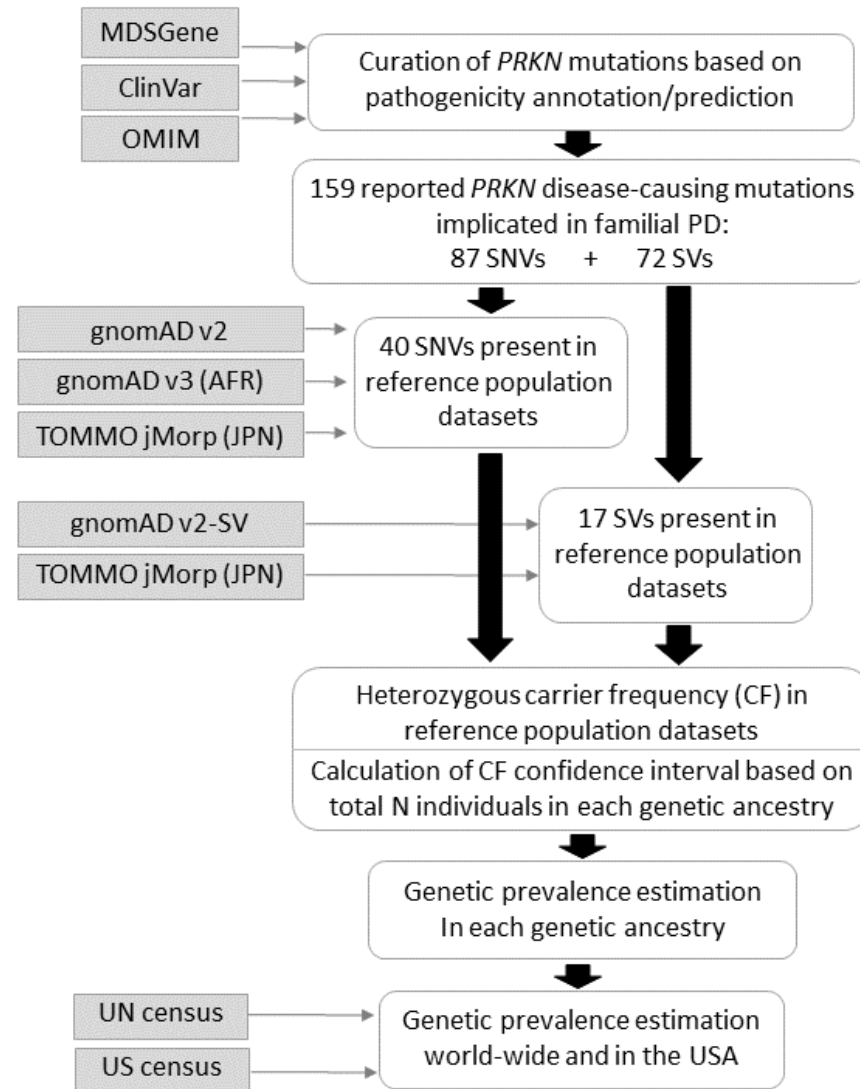 MDSGene
ClinVar
OMIM
Curation of PRKN mutations based on
pathogenicity annotation/prediction
159 reported PRKN disease-causing mutations
implicated in familial PD:
87 SNVs + 72 SVs
gnomAD v2
gnomAD v3 (AFR)
TOMMO jMorp (JPN)
40 SNVs present in
reference population
datasets
gnomAD v2-SV
TOMMO jMorp (JPN)
17 SVs present in
reference population
datasets
Heterozygous carrier frequency (CF) in
reference population datasets
Calculation of CF confidence interval based on
total N individuals in each genetic ancestry
Genetic prevalence estimation
In each genetic ancestry
UN census
US census
Genetic prevalence estimation
world-wide and in the USA